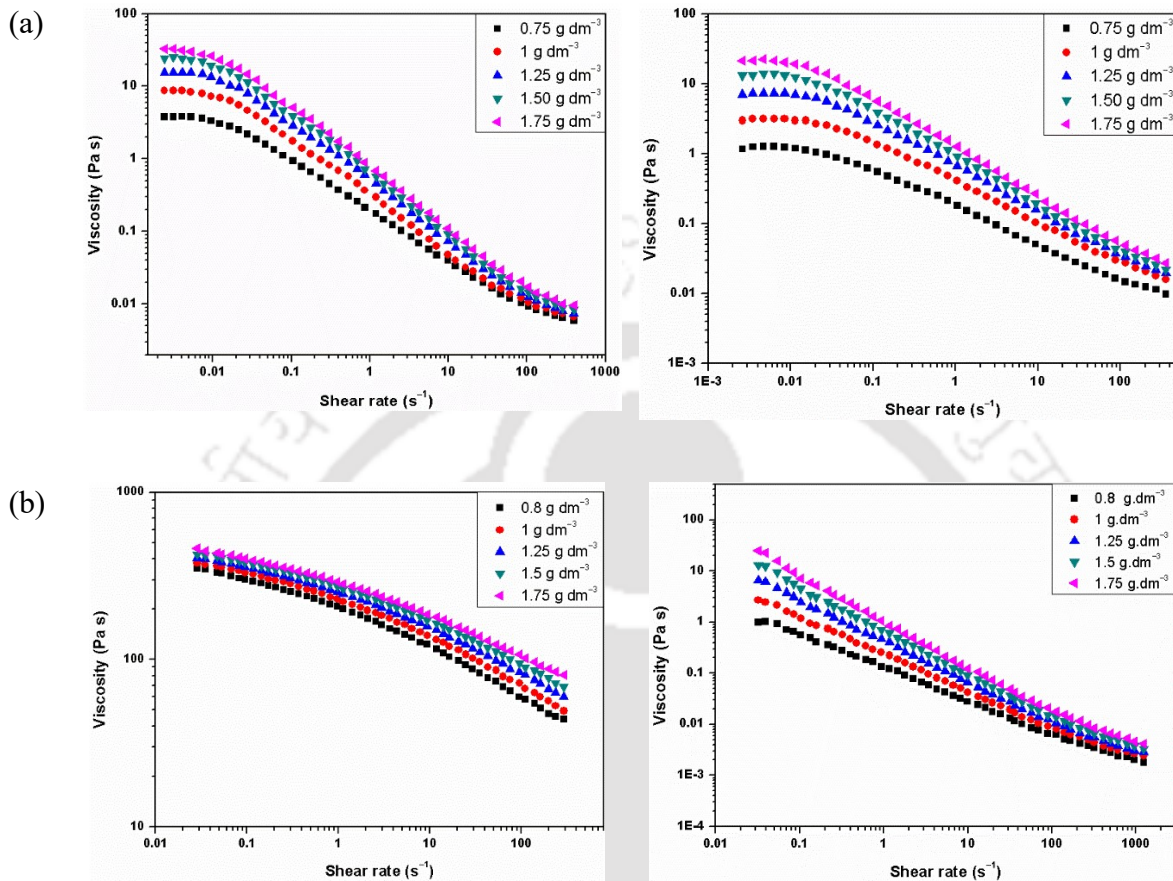 (a)
100
10
1
0.1
0.01
Viscosity (Pa s)
0.01 0.1 1 10 100 1000
Shear rate (s⁻¹)
0.75 g dm⁻³
1 g dm⁻³
1.25 g dm⁻³
1.50 g dm⁻³
1.75 g dm⁻³
100
10
1
0.1
0.01
1E-3
Viscosity (Pa s)
1E-3 0.01 0.1 1 10 100
Shear rate (s⁻¹)
0.75 g dm⁻³
1 g dm⁻³
1.25 g dm⁻³
1.50 g dm⁻³
1.75 g dm⁻³
(b)
1000
100
10
Viscosity (Pa s)
0.01 0.1 1 10 100
Shear rate (s⁻¹)
0.8 g dm⁻³
1 g dm⁻³
1.25 g dm⁻³
1.5 g dm⁻³
1.75 g dm⁻³
100
10
1
0.1
0.01
1E-3
1E-4
Viscosity (Pa s)
0.01 0.1 1 10 100 1000
Shear rate (s⁻¹)
0.8 g.dm⁻³
1 g.dm⁻³
1.25 g.dm⁻³
1.5 g.dm⁻³
1.75 g.dm⁻³